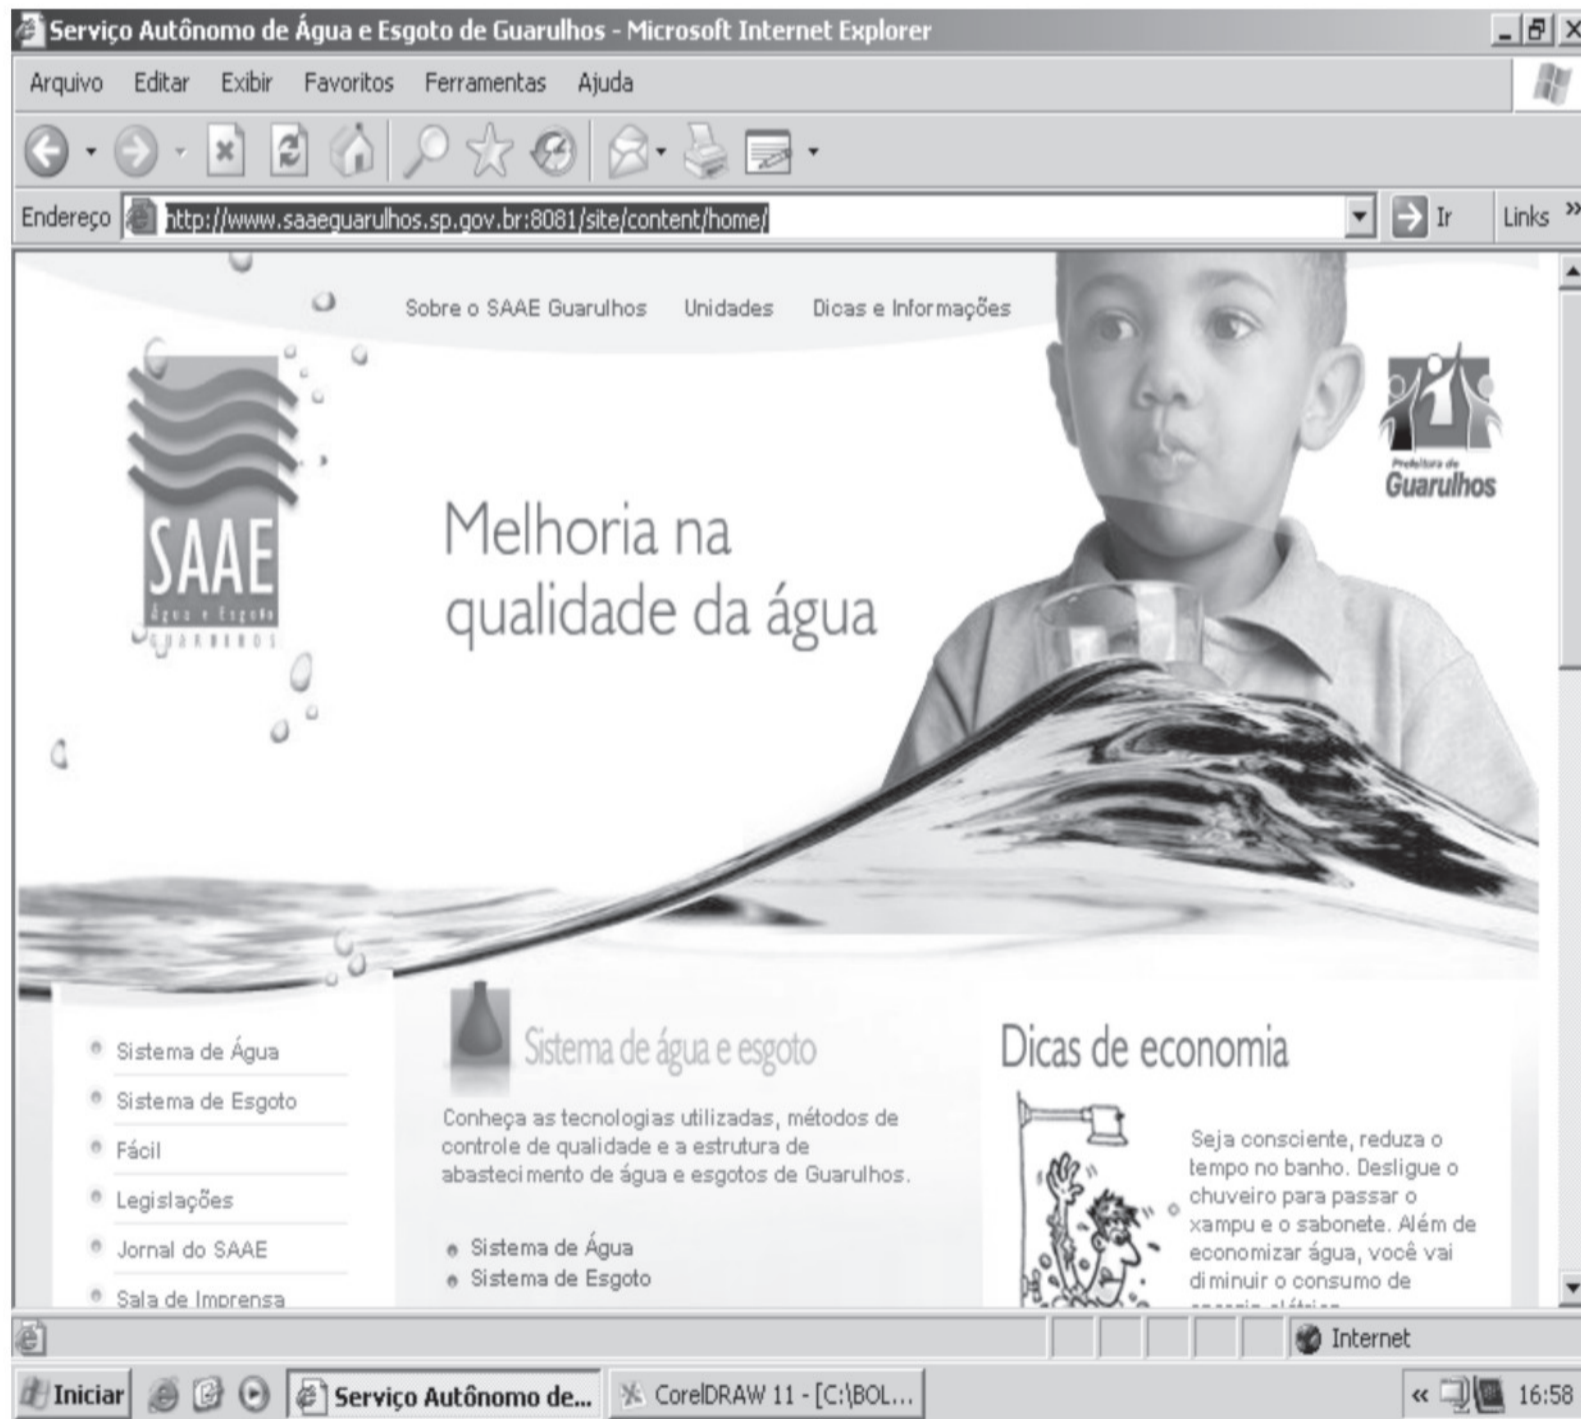 Serviço Autônomo de Água e Esgoto de Guarulhos - Microsoft Internet Explorer
Arquivo Editar Exibir Favoritos Ferramentas Ajuda
Endereço http://www.saaeguarulhos.sp.gov.br:8081/site/content/home/ Ir Links »
Sobre o SAAE Guarulhos Unidades Dicas e Informações
SAAE
Água e Esgoto
GUARULHOS
Prefeitura de
Guarulhos
Melhoria na
qualidade da água
Sistema de Água
Sistema de Esgoto
Fácil
Legislações
Jornal do SAAE
Sala de Imprensa
Sistema de água e esgoto
Conheça as tecnologias utilizadas, métodos de
controle de qualidade e a estrutura de
abastecimento de água e esgotos de Guarulhos.
Sistema de Água
Sistema de Esgoto
Dicas de economia
Seja consciente, reduza o
tempo no banho. Desligue o
chuveiro para passar o
xampu e o sabonete. Além de
economizar água, você vai
diminuir o consumo de
Internet
Iniciar Serviço Autônomo de... CorelDRAW 11 - [C:\BOL... « 16:58